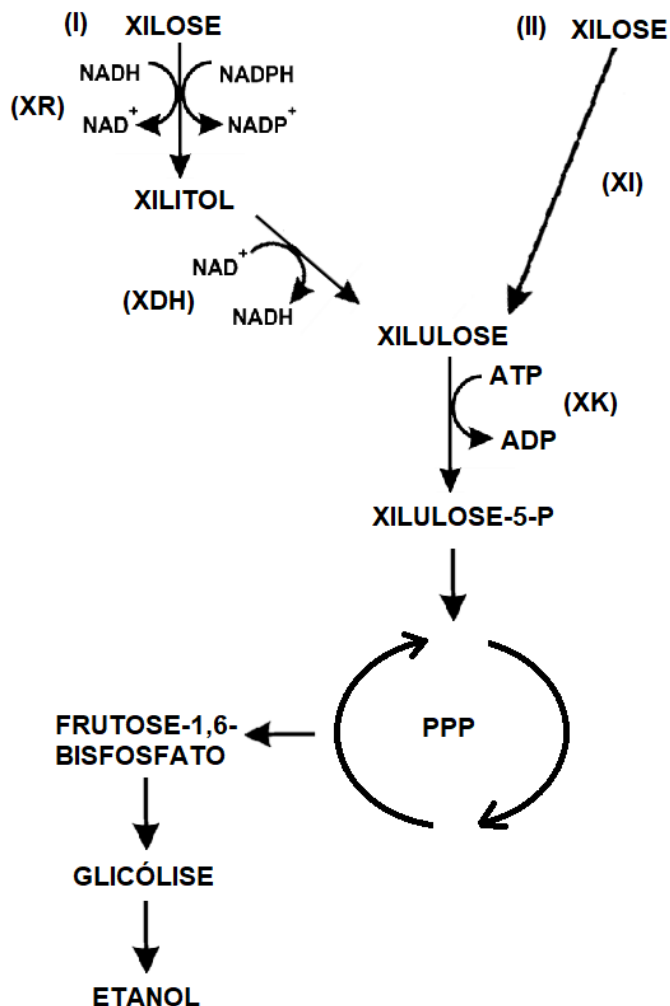 (I) XILOSE
(II) XILOSE
NADH NADPH
(XR)
NAD+ NADP+
(XI)
XILITOL
NAD+
(XDH)
NADH
XILULOSE
ATP
(XK)
ADP
XILULOSE-5-P
FRUTOSE-1,6-
BISFOSFATO
PPP
GLICÓLISE
ETANOL